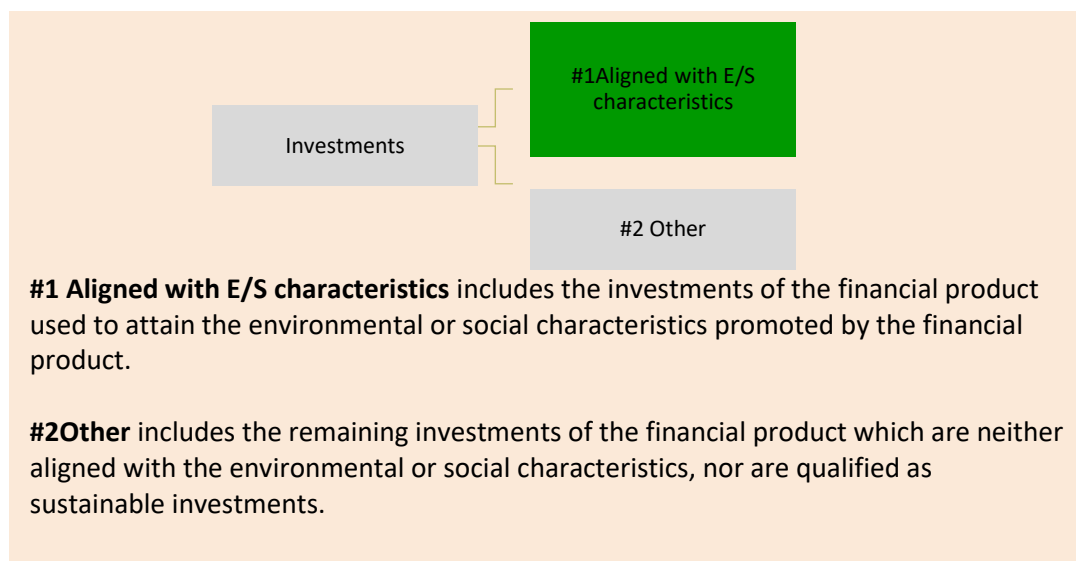 #1Aligned with E/S
characteristics
Investments
#2 Other
#1 Aligned with E/S characteristics includes the investments of the financial product
used to attain the environmental or social characteristics promoted by the financial
product.
#2Other includes the remaining investments of the financial product which are neither
aligned with the environmental or social characteristics, nor are qualified as
sustainable investments.